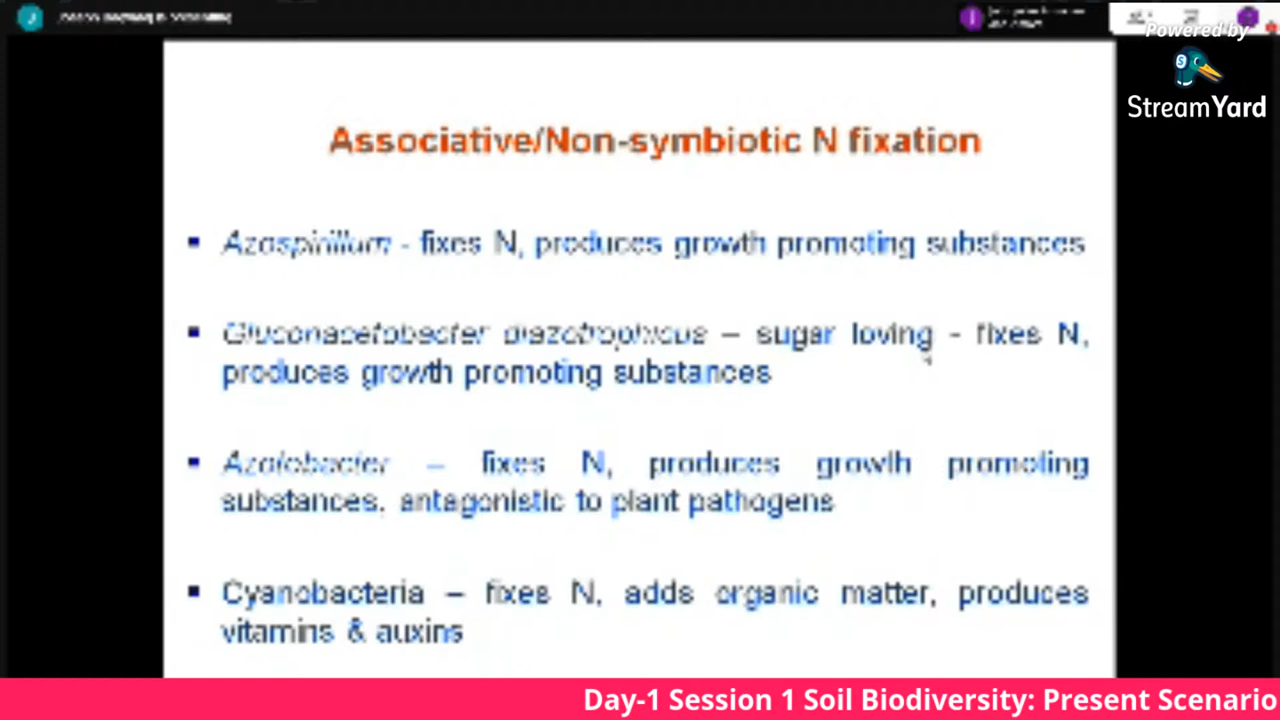 Powered by
StreamYard
Associative/Non-symbiotic N fixation
▪ Azospirillum - fixes N, produces growth promoting substances
▪ Gluconacetobacter diazotrophicus – sugar loving - fixes N,
produces growth promoting substances
▪ Azotobacter – fixes N, produces growth promoting
substances, antagonistic to plant pathogens
▪ Cyanobacteria – fixes N, adds organic matter, produces
vitamins & auxins
Day-1 Session 1 Soil Biodiversity: Present Scenario